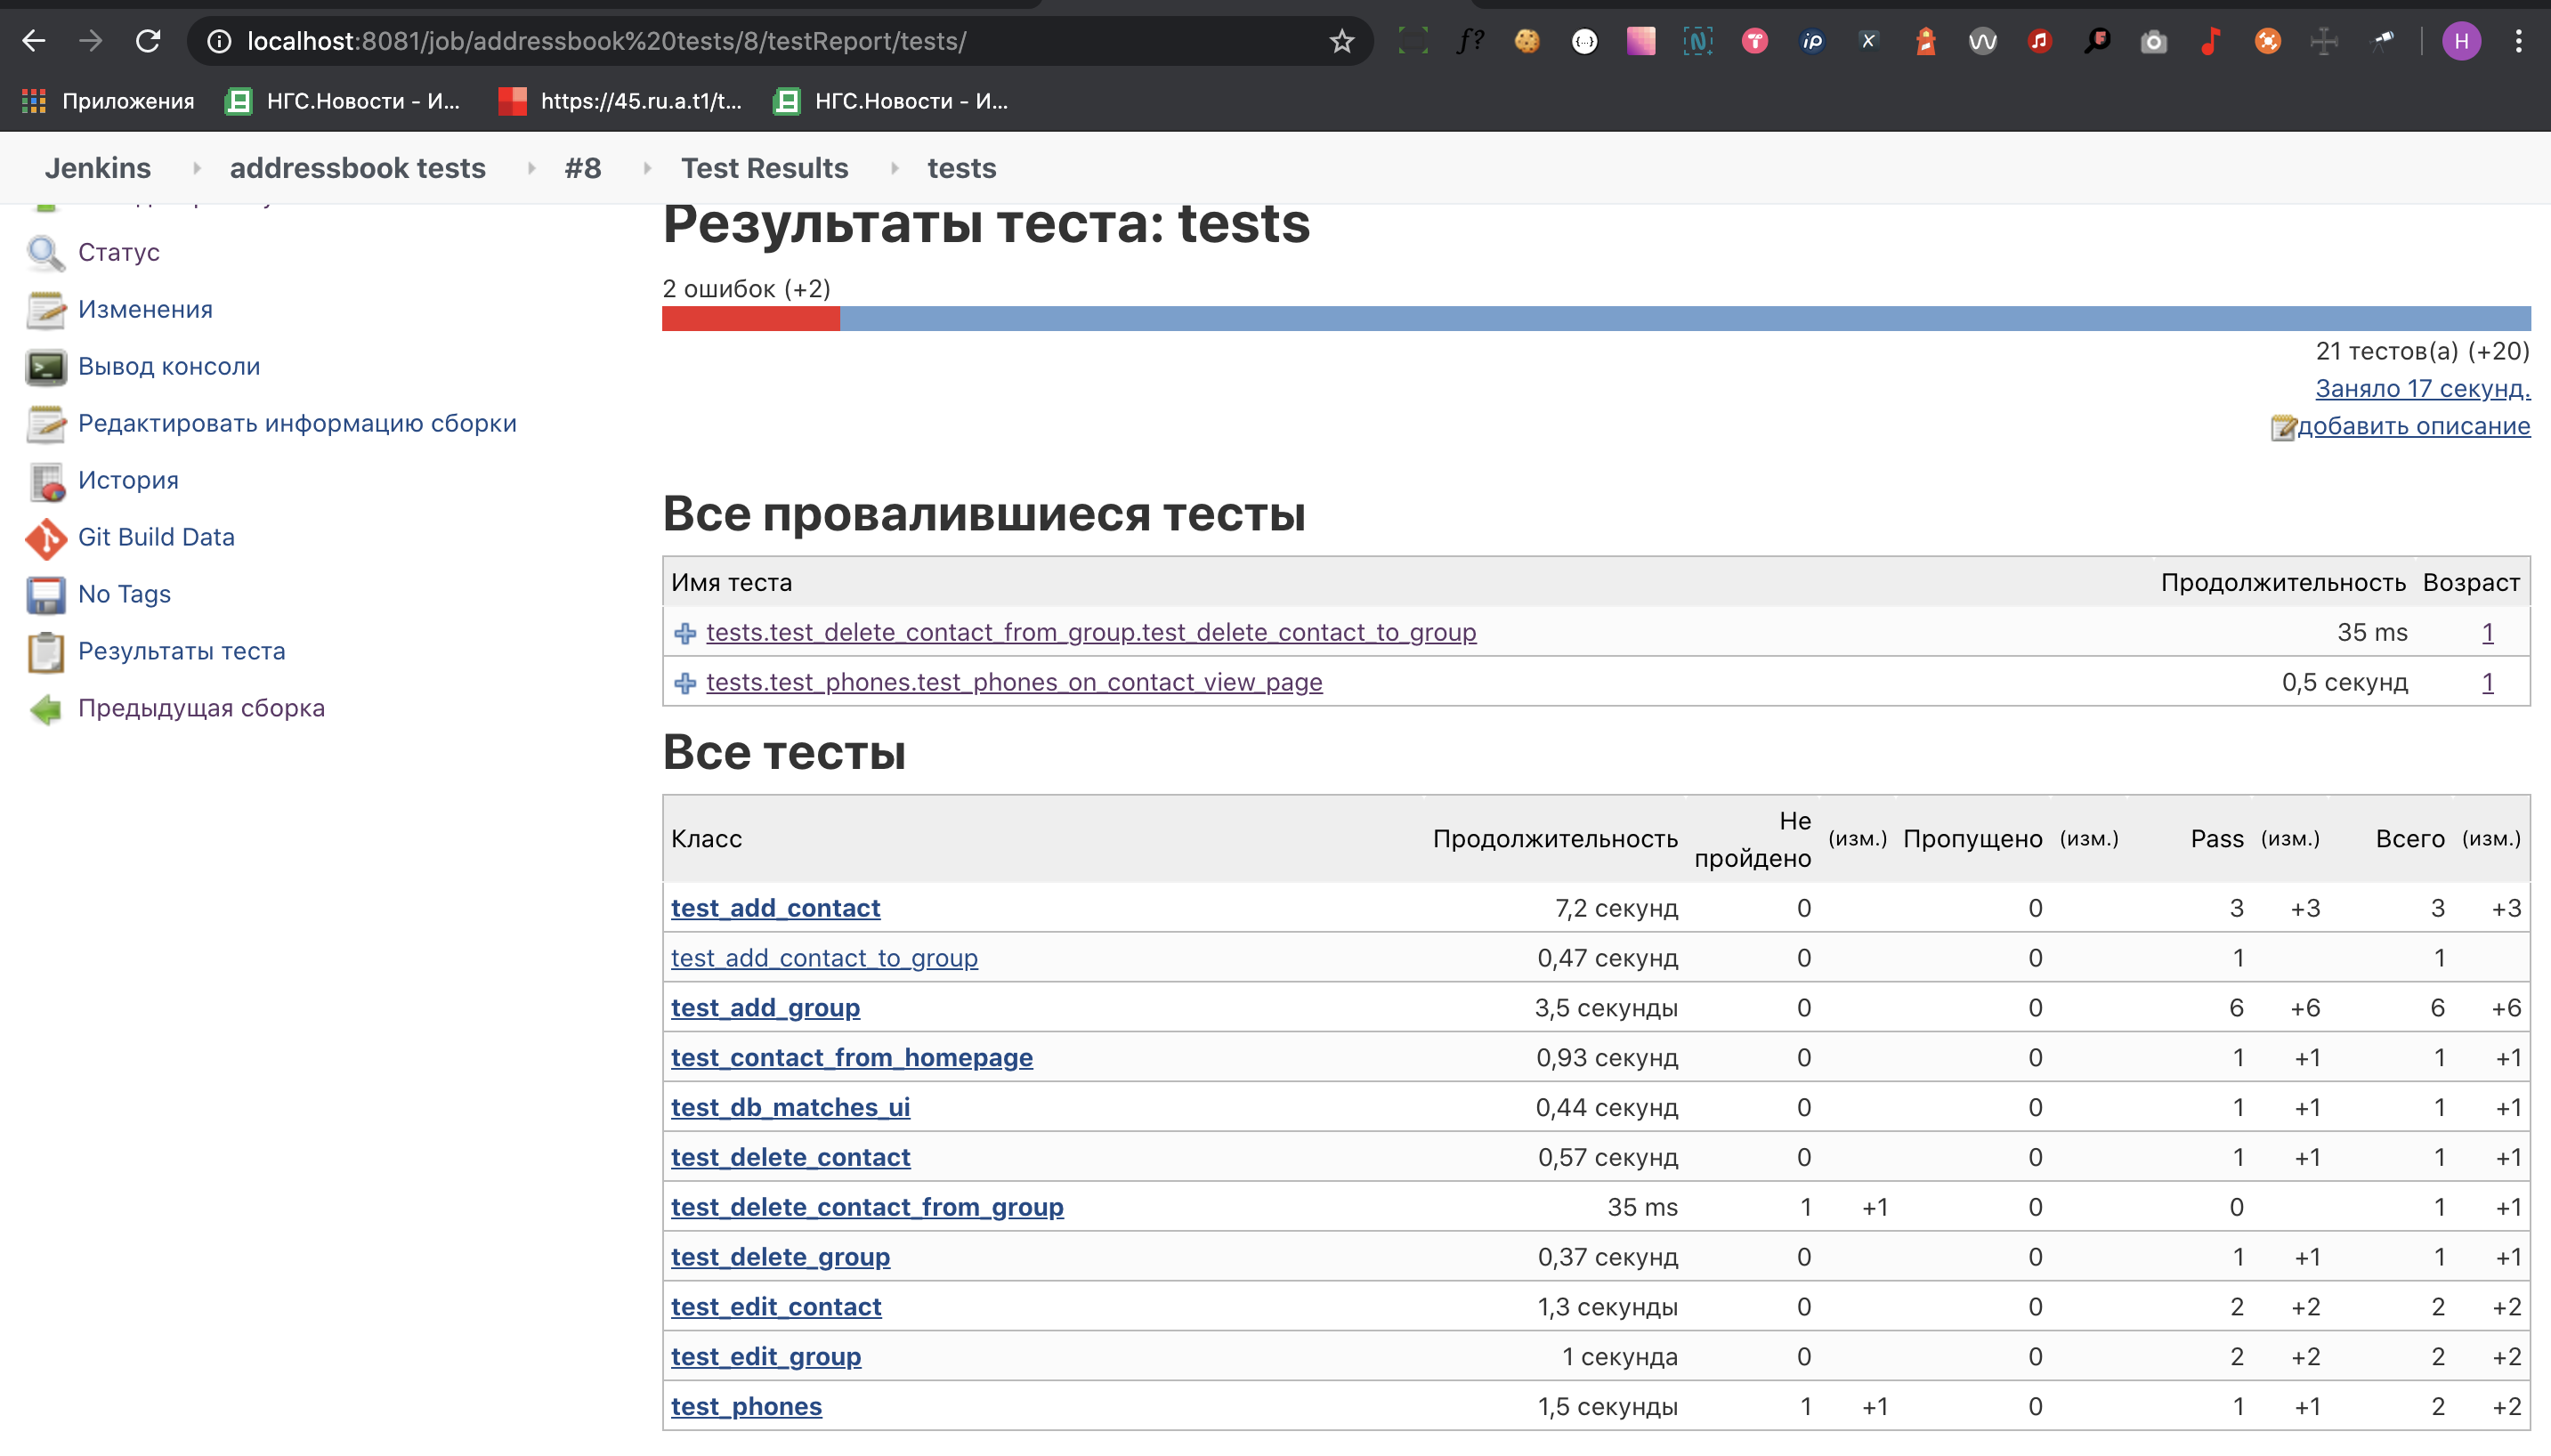 localhost:8081/job/addressbook%20tests/8/testReport/tests/
Приложения НГС.Новости - И... https://45.ru.a.t1/t... НГС.Новости - И...
Jenkins addressbook tests #8 Test Results tests
Статус
Изменения
Вывод консоли
Редактировать информацию сборки
История
Git Build Data
No Tags
Результаты теста
Предыдущая сборка
Результаты теста: tests
2 ошибок (+2)
21 тестов(а) (+20)
Заняло 17 секунд.
добавить описание
Все провалившиеся тесты
Имя теста Продолжительность Возраст
tests.test_delete_contact_from_group.test_delete_contact_to_group 35 ms 1
tests.test_phones.test_phones_on_contact_view_page 0,5 секунд 1
Все тесты
Класс Продолжительность Не пройдено (изм.) Пропущено (изм.) Pass (изм.) Всего (изм.)
test_add_contact 7,2 секунд 0 0 3 +3 3 +3
test_add_contact_to_group 0,47 секунд 0 0 1 1
test_add_group 3,5 секунды 0 0 6 +6 6 +6
test_contact_from_homepage 0,93 секунд 0 0 1 +1 1 +1
test_db_matches_ui 0,44 секунд 0 0 1 +1 1 +1
test_delete_contact 0,57 секунд 0 0 1 +1 1 +1
test_delete_contact_from_group 35 ms 1 +1 0 0 1 +1
test_delete_group 0,37 секунд 0 0 1 +1 1 +1
test_edit_contact 1,3 секунды 0 0 2 +2 2 +2
test_edit_group 1 секунда 0 0 2 +2 2 +2
test_phones 1,5 секунды 1 +1 0 1 +1 2 +2